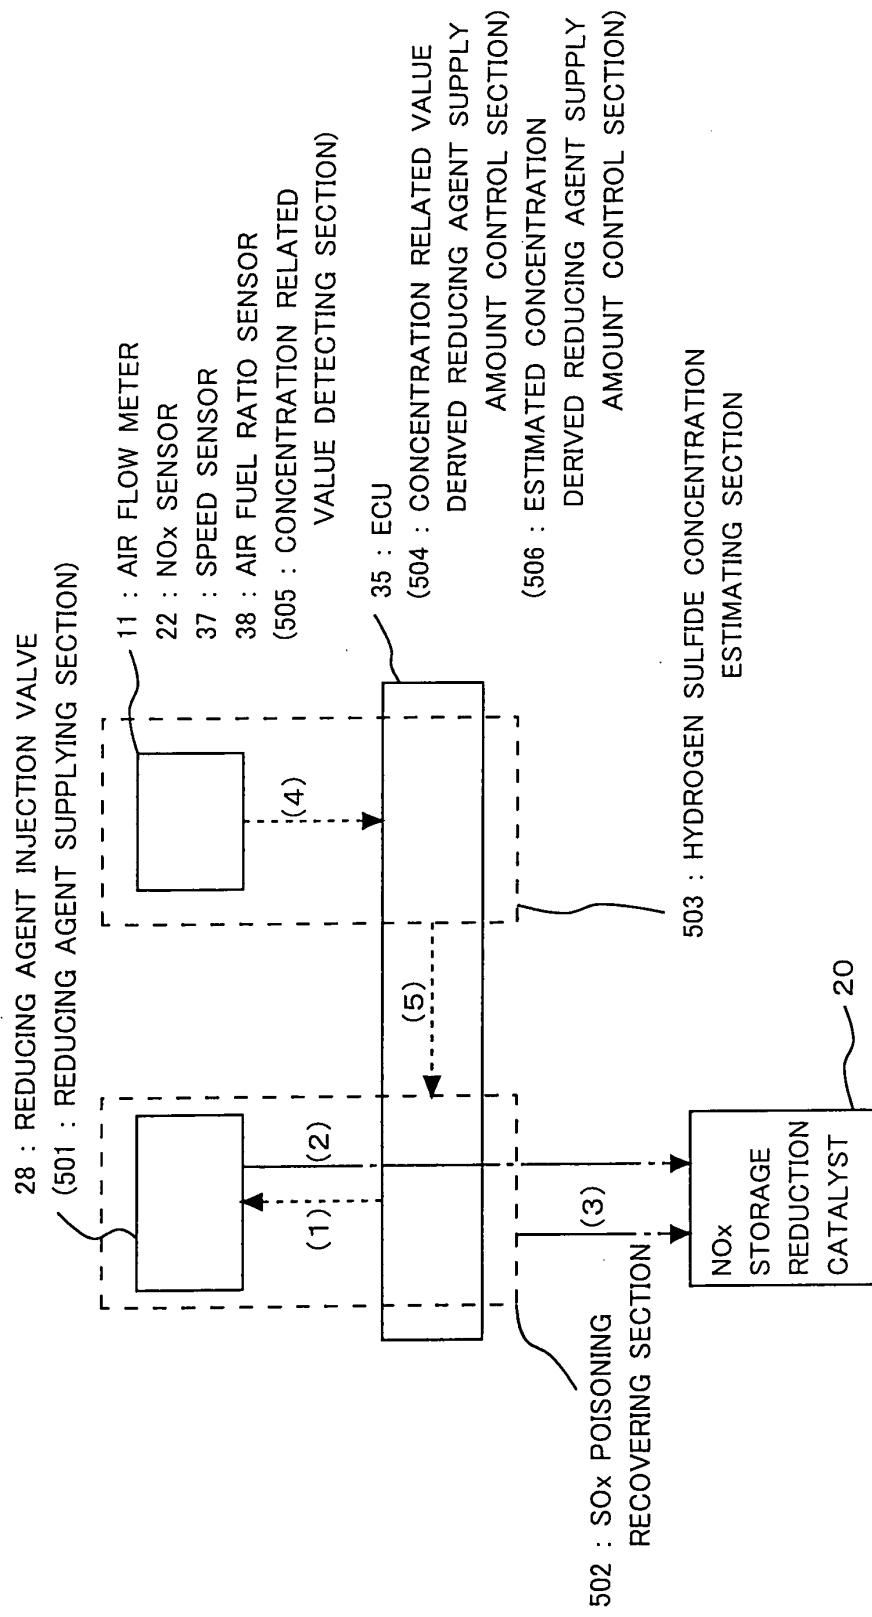 28 : REDUCING AGENT INJECTION VALVE
(501 : REDUCING AGENT SUPPLYING SECTION)
11 : AIR FLOW METER
22 : NOx SENSOR
37 : SPEED SENSOR
38 : AIR FUEL RATIO SENSOR
(505 : CONCENTRATION RELATED
VALUE DETECTING SECTION)
35 : ECU
(504 : CONCENTRATION RELATED VALUE
DERIVED REDUCING AGENT SUPPLY
AMOUNT CONTROL SECTION)
(506 : ESTIMATED CONCENTRATION
DERIVED REDUCING AGENT SUPPLY
AMOUNT CONTROL SECTION)
(1)
(2)
(4)
(5)
(3)
503 : HYDROGEN SULFIDE CONCENTRATION
ESTIMATING SECTION
502 : SOx POISONING
RECOVERING SECTION
NOx
STORAGE
REDUCTION
CATALYST
20